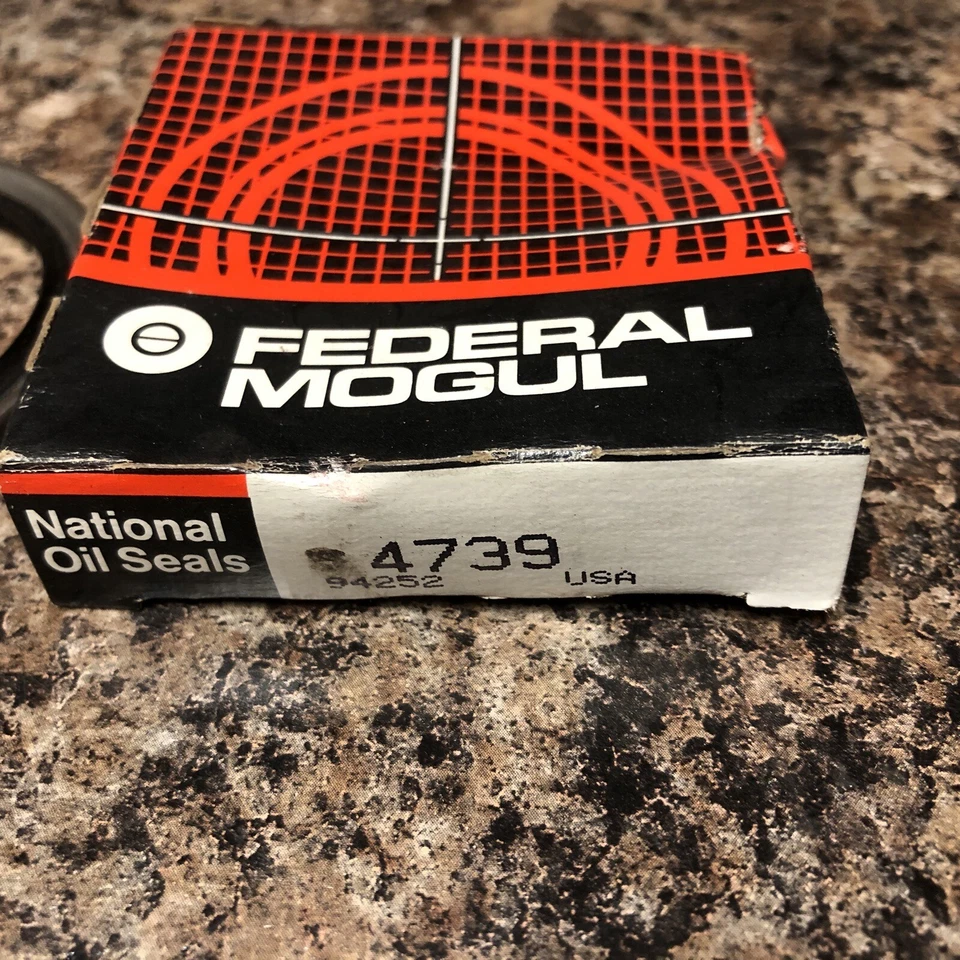 FEDERAL
MOGUL
National
Oil Seals
4739
94252
USA